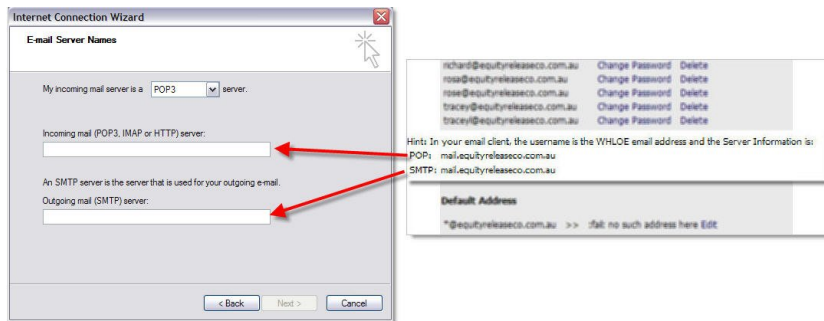 Internet Connection Wizard
E-mail Server Names
My incoming mail server is a POP3 server.
Incoming mail (POP3, IMAP or HTTP) server:
An SMTP server is the server that is used for your outgoing e-mail.
Outgoing mail (SMTP) server:
< Back Next > Cancel
richard@equityreleaseco.com.au Change Password Delete
rosa@equityreleaseco.com.au Change Password Delete
rose@equityreleaseco.com.au Change Password Delete
tracey@equityreleaseco.com.au Change Password Delete
traceyl@equityreleaseco.com.au Change Password Delete
Hint: In your email client, the username is the WHLOE email address and the Server Information is:
POP: mail.equityreleaseco.com.au
SMTP: mail.equityreleaseco.com.au
Default Address
*@equityreleaseco.com.au >> :fail: no such address here Edit